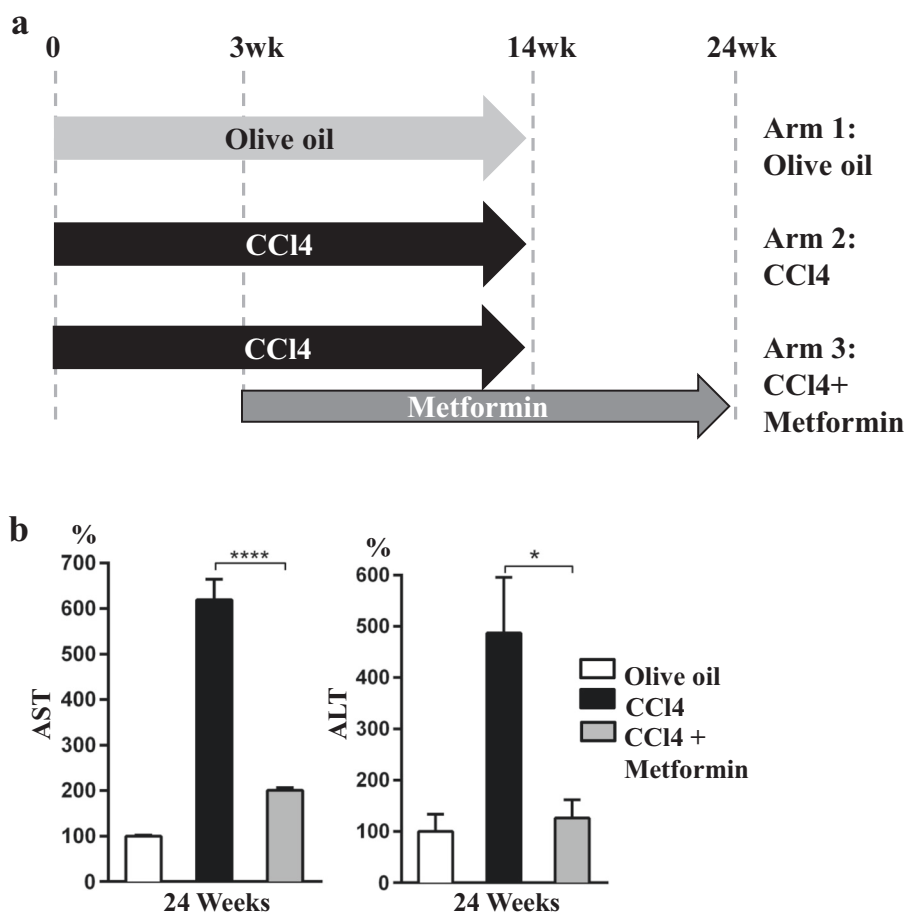 a
0 3wk 14wk 24wk
Olive oil
Arm 1:
Olive oil
CCl4
Arm 2:
CCl4
CCl4
Arm 3:
CCl4+
Metformin
Metformin
b
%
AST
700
600
500
400
300
200
100
0
****
24 Weeks
%
ALT
600
500
400
300
200
100
0
*
24 Weeks
Olive oil
CCl4
CCl4 +
Metformin